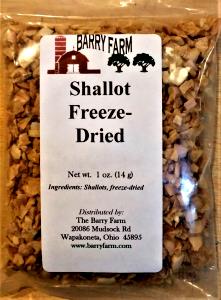 BARRY FARM
Shallot
Freeze-
Dried
Net wt. 1 oz. (14 g)
Ingredients: Shallots, freeze-dried
Distributed by:
The Barry Farm
20086 Mudsock Rd
Wapakoneta, Ohio 45895
www.barryfarm.com